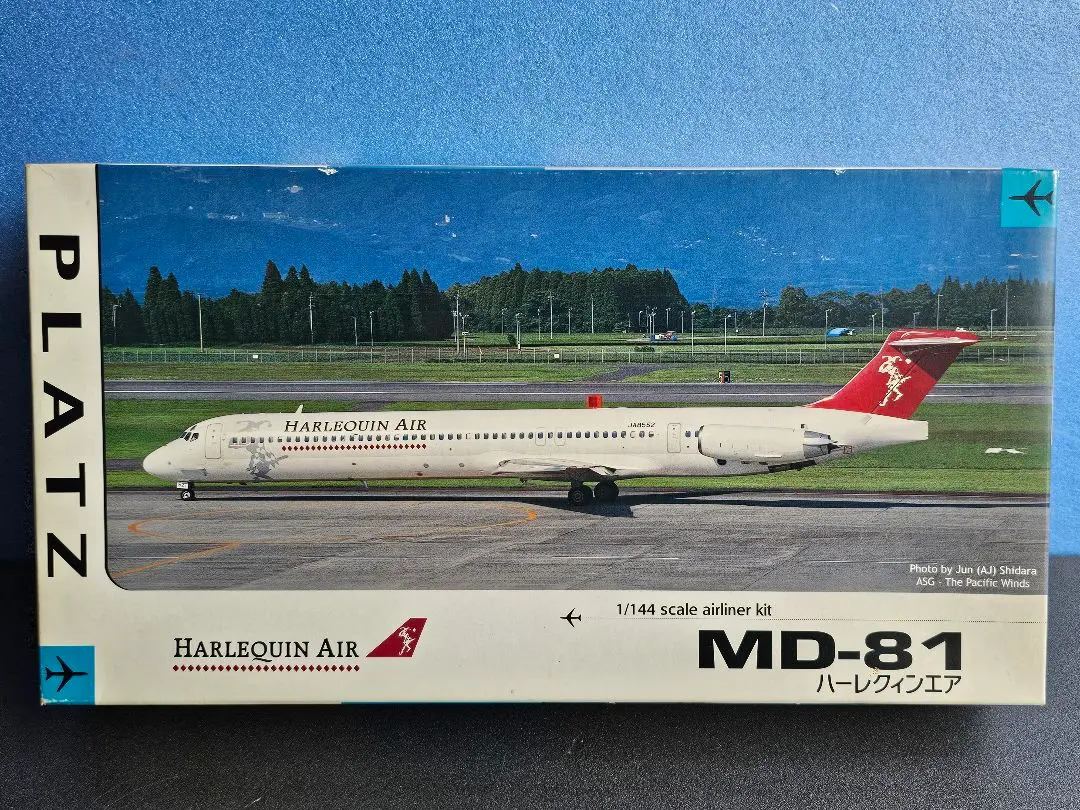 PLATZ
HARLEQUIN AIR
JA8552
Photo by Jun (AJ) Shidara
ASG - The Pacific Winds
1/144 scale airliner kit
HARLEQUIN AIR
MD-81
ハーレクィンエア